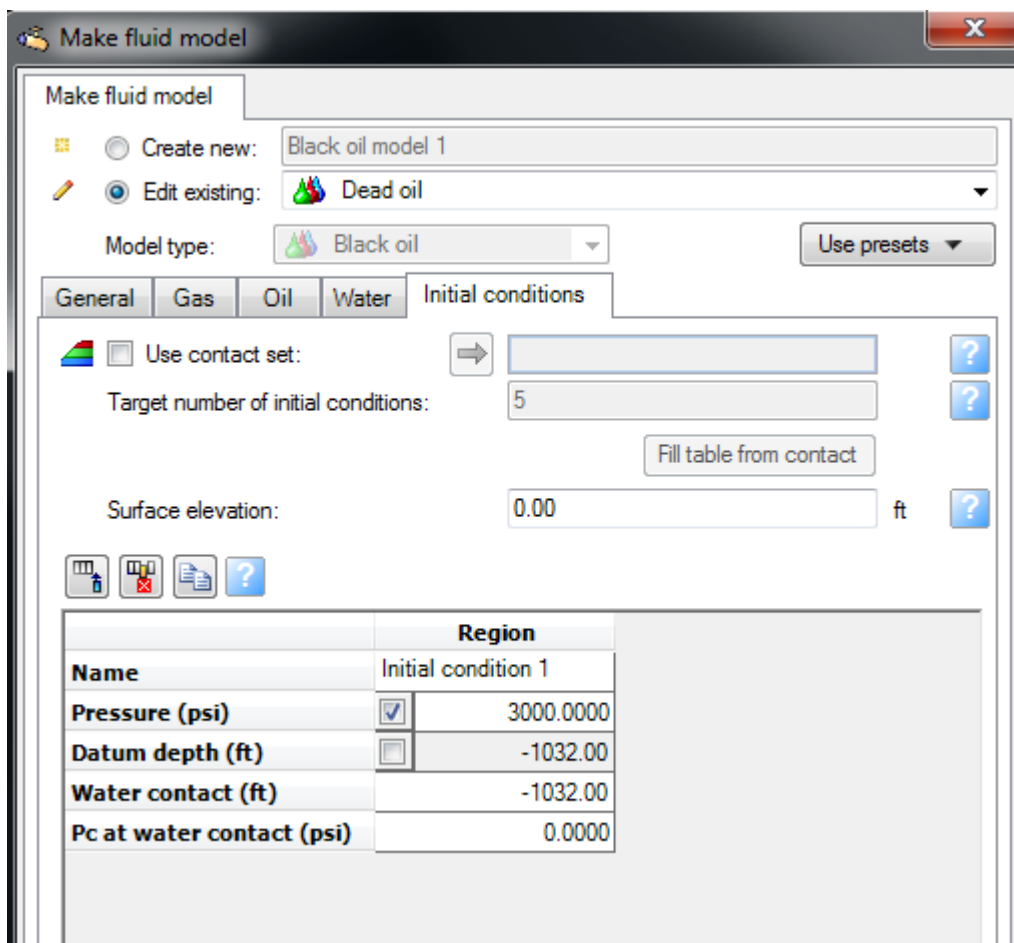 Make fluid model
X
Make fluid model
Create new: Black oil model 1
Edit existing: Dead oil
Model type: Black oil Use presets
General Gas Oil Water Initial conditions
Use contact set: ?
Target number of initial conditions: 5 ?
Fill table from contact
Surface elevation: 0.00 ft ?
?
Region
Name Initial condition 1
Pressure (psi) 3000.0000
Datum depth (ft) -1032.00
Water contact (ft) -1032.00
Pc at water contact (psi) 0.0000